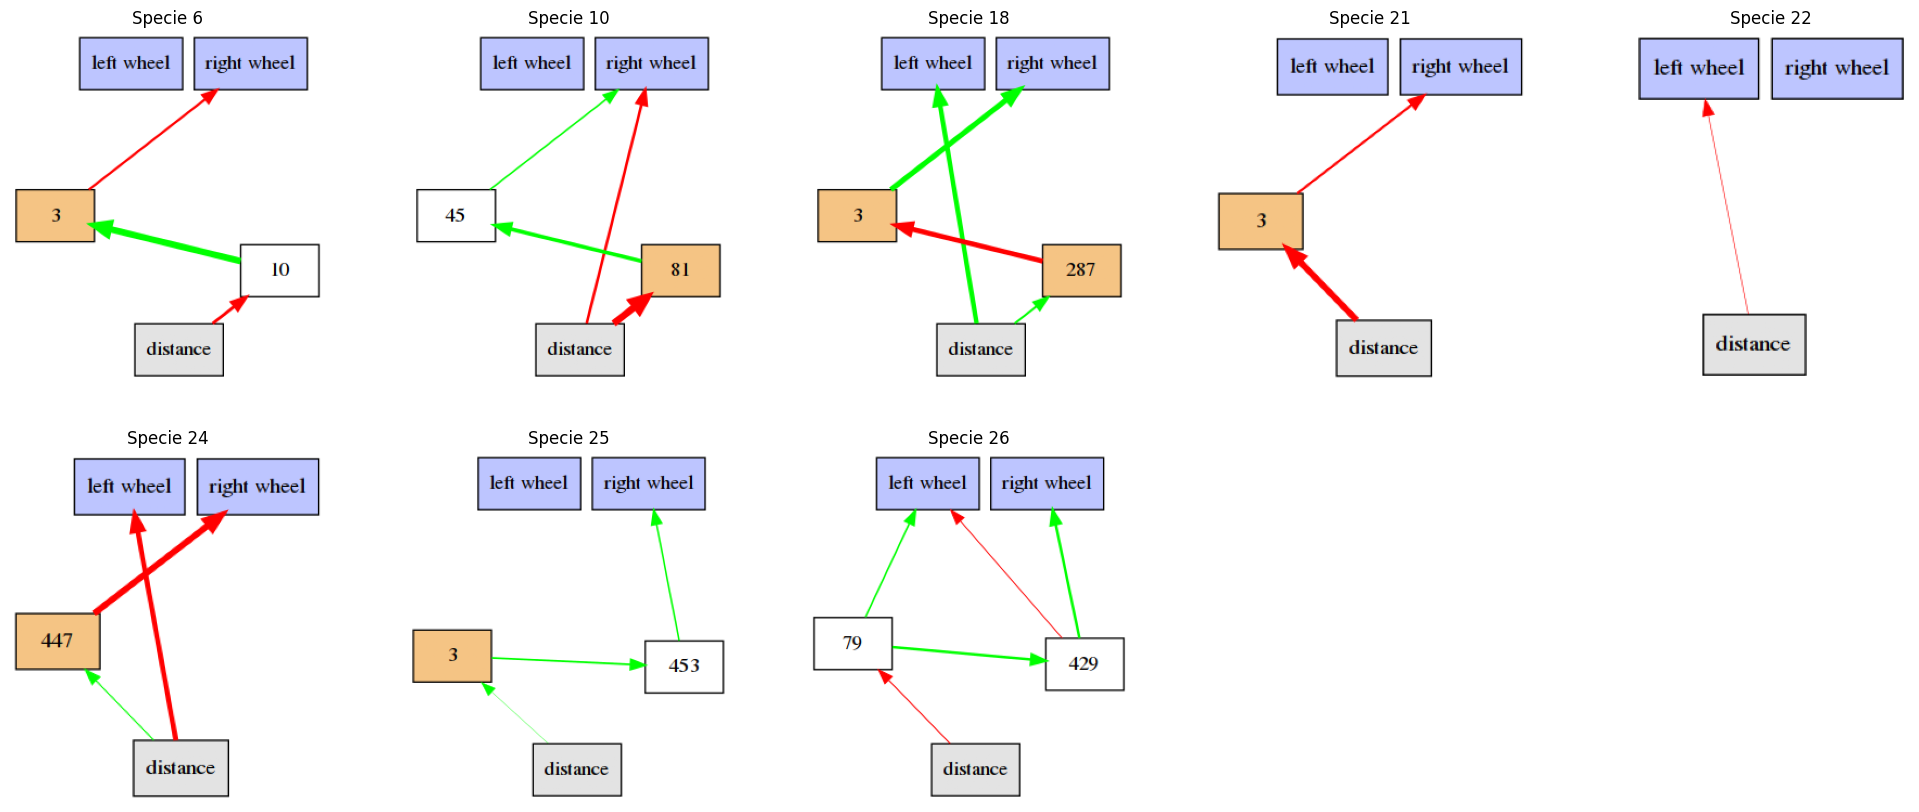 Specie 6
left wheel
right wheel
3
10
distance
Specie 10
left wheel
right wheel
45
81
distance
Specie 18
left wheel
right wheel
3
287
distance
Specie 21
left wheel
right wheel
3
distance
Specie 22
left wheel
right wheel
distance
Specie 24
left wheel
right wheel
447
distance
Specie 25
left wheel
right wheel
3
453
distance
Specie 26
left wheel
right wheel
79
429
distance